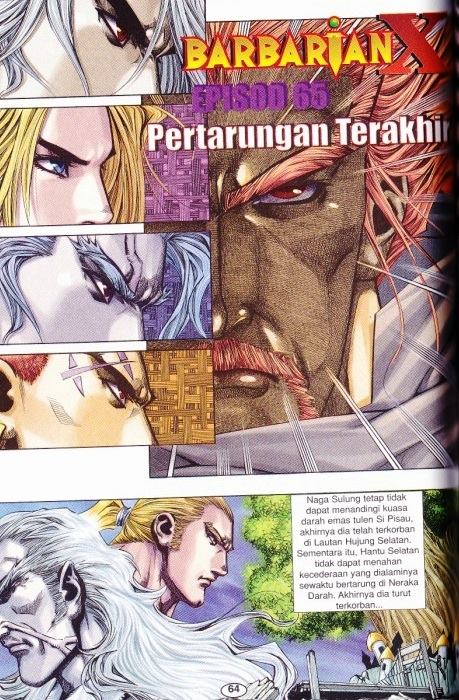 BARBARIAN X
EPISOD 65
Pertarungan Terakhir
Naga Sulung tetap tidak
dapat menandingi kuasa
darah emas tulen Si Pisau,
akhirnya dia telah terkorban
di Lautan Hujung Selatan.
Sementara itu, Hantu Selatan
tidak dapat menahan
kecederaan yang dialaminya
sewaktu bertarung di Neraka
Darah. Akhirnya dia turut
terkorban...
64